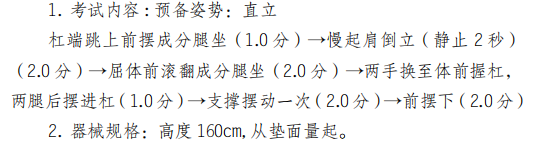 1. 考试内容:预备姿势：直立
杠端跳上前摆成分腿坐(1.0分)→慢起肩倒立(静止2秒)
(2.0分)→屈体前滚翻成分腿坐(2.0分)→两手换至体前握杠，
两腿后摆进杠(1.0分)→支撑摆动一次(2.0分)→前摆下(2.0分)
2. 器械规格：高度160cm,从垫面量起。